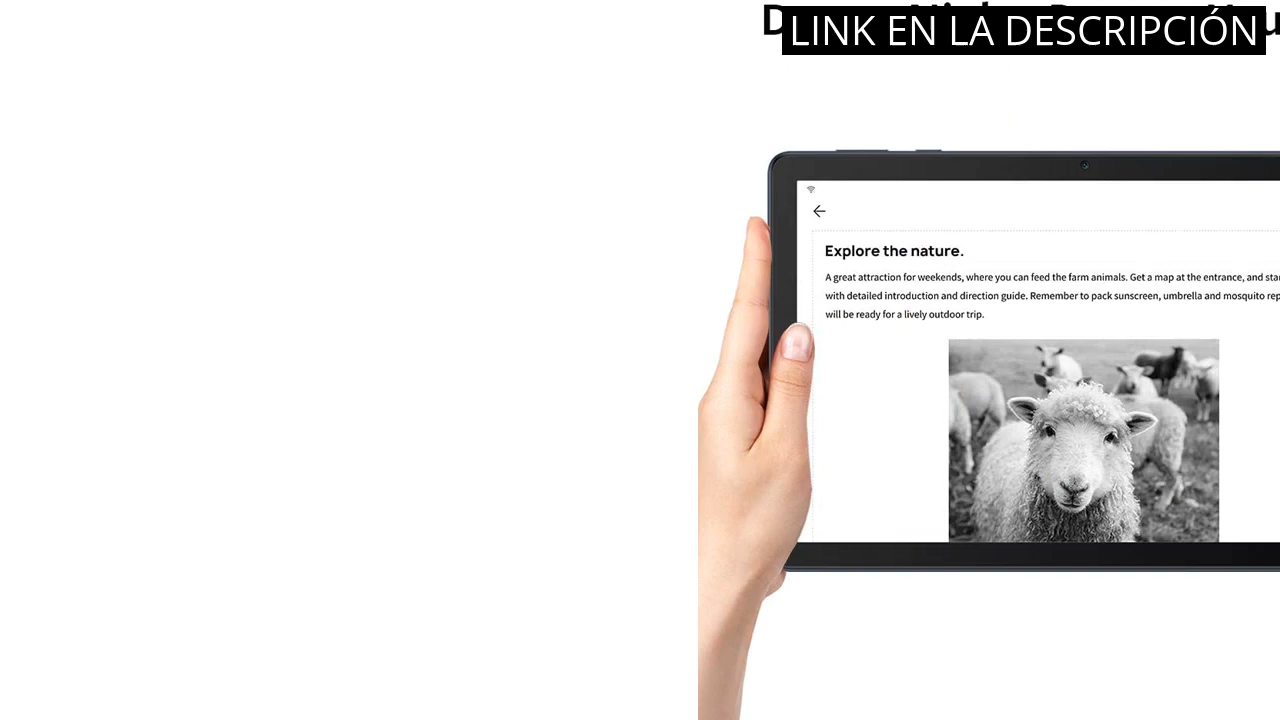 LINK EN LA DESCRIPCIÓN
Explore the nature.
A great attraction for weekends, where you can feed the farm animals. Get a map at the entrance, and
with detailed introduction and direction guide. Remember to pack sunscreen, umbrella and mosquito
will be ready for a lively outdoor trip.